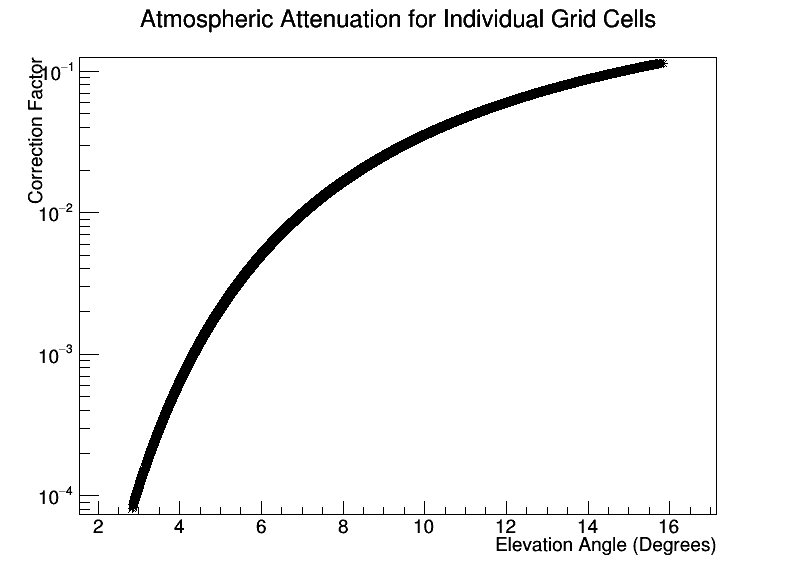 Atmospheric Attenuation for Individual Grid Cells
Correction Factor
10⁻¹
10⁻²
10⁻³
10⁻⁴
2 4 6 8 10 12 14 16
Elevation Angle (Degrees)